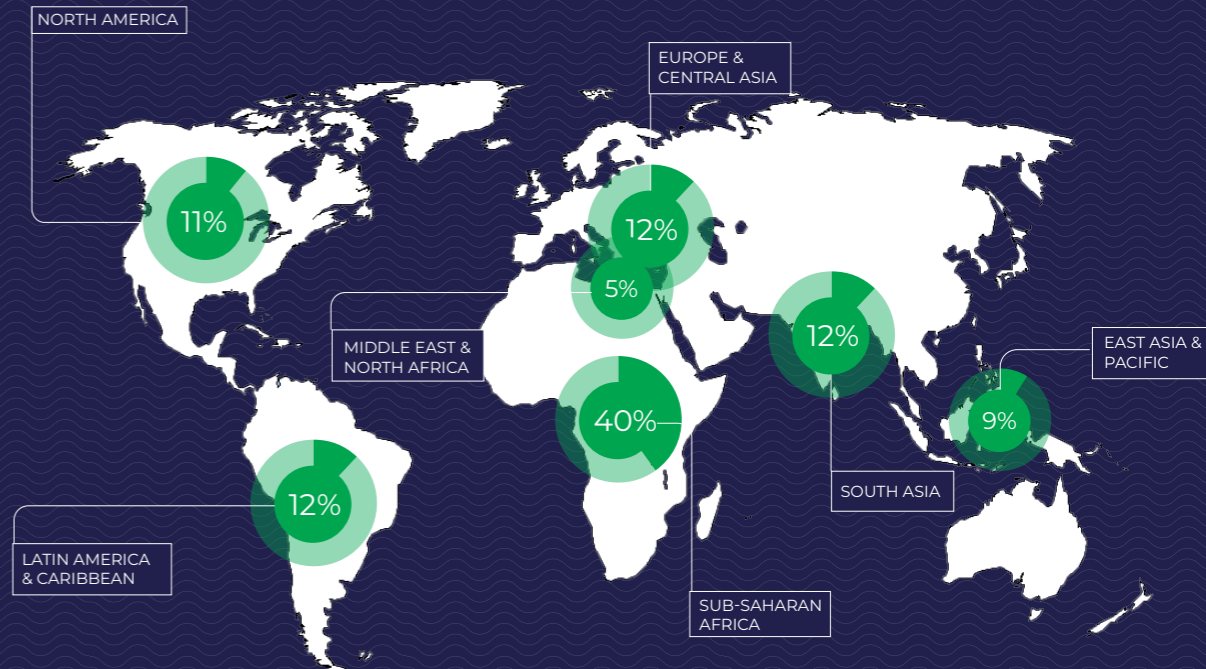 NORTH AMERICA
EUROPE &
CENTRAL ASIA
11%
12%
5%
MIDDLE EAST &
NORTH AFRICA
12%
EAST ASIA &
PACIFIC
40%
9%
SOUTH ASIA
12%
LATIN AMERICA
& CARIBBEAN
SUB-SAHARAN
AFRICA